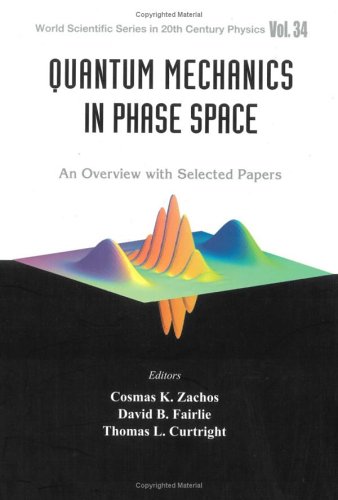 Copyrighted Material
World Scientific Series in 20th Century Physics Vol. 34
QUANTUM MECHANICS
IN PHASE SPACE
An Overview with Selected Papers
Editors
Cosmas K. Zachos
David B. Fairlie
Thomas L. Curtright
Copyrighted Material